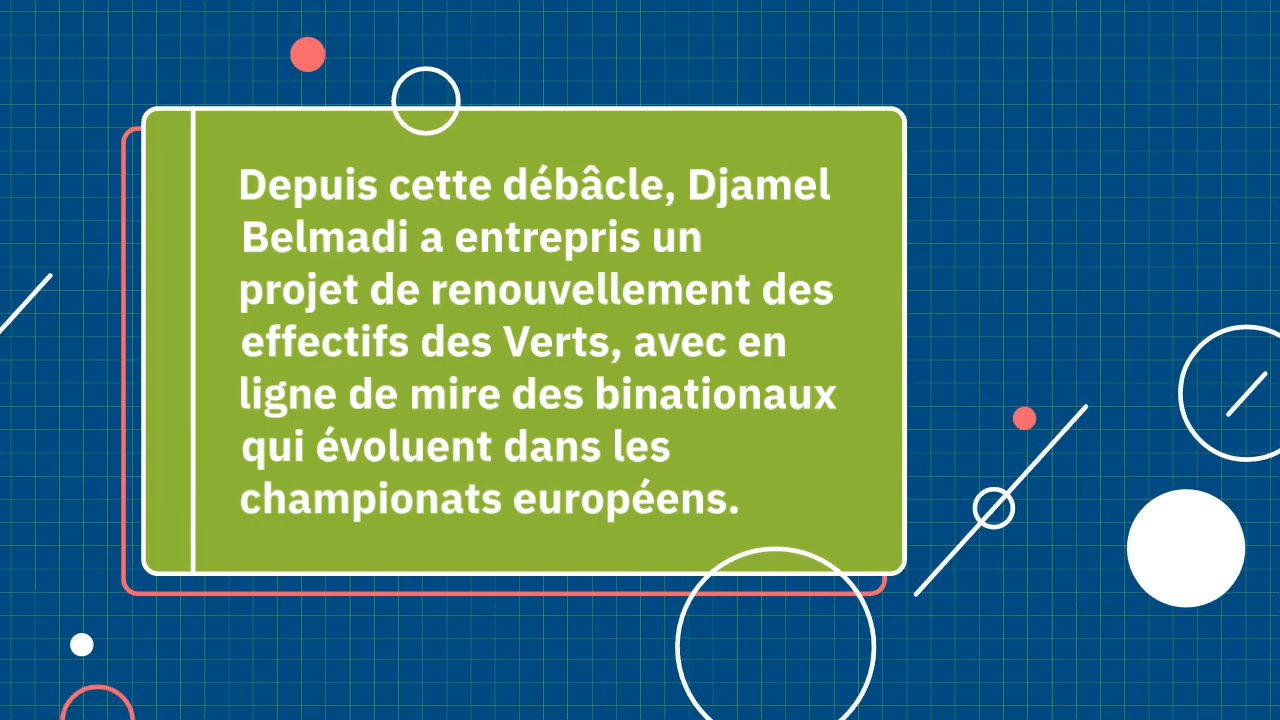 Depuis cette débâcle, Djamel
Belmadi a entrepris un
projet de renouvellement des
effectifs des Verts, avec en
ligne de mire des binationaux
qui évoluent dans les
championats européens.